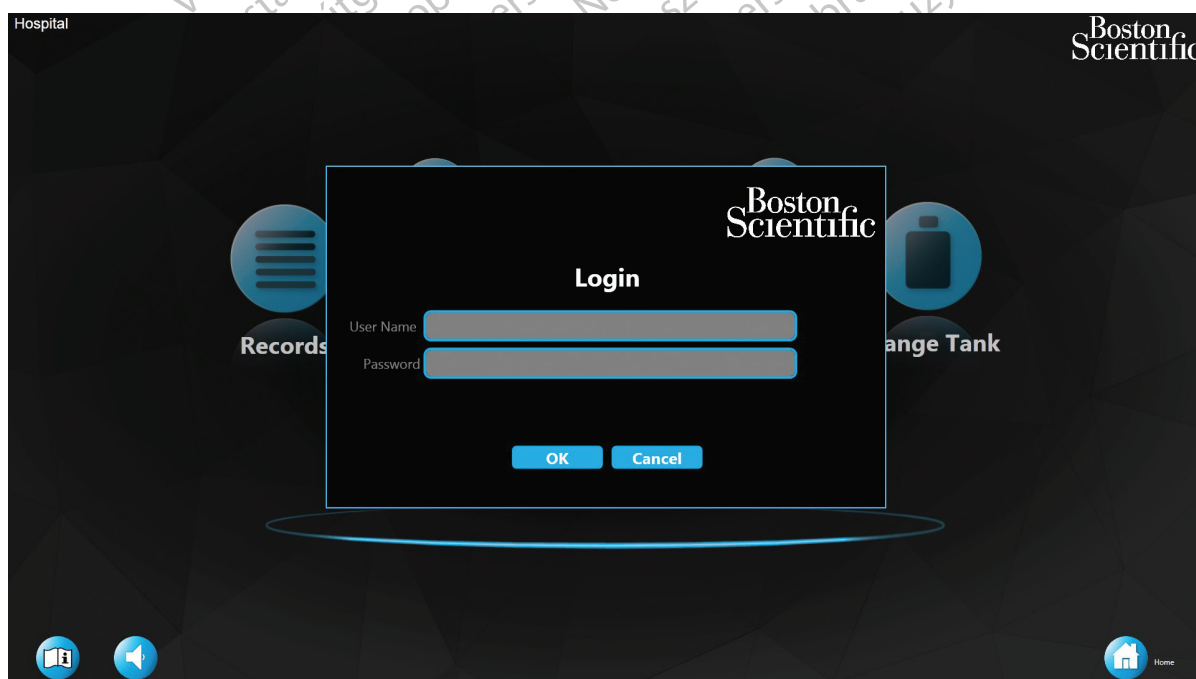 Hospital
Boston
Scientific
Boston
Scientific
Login
User Name
Password
Records
ange Tank
OK
Cancel
Home